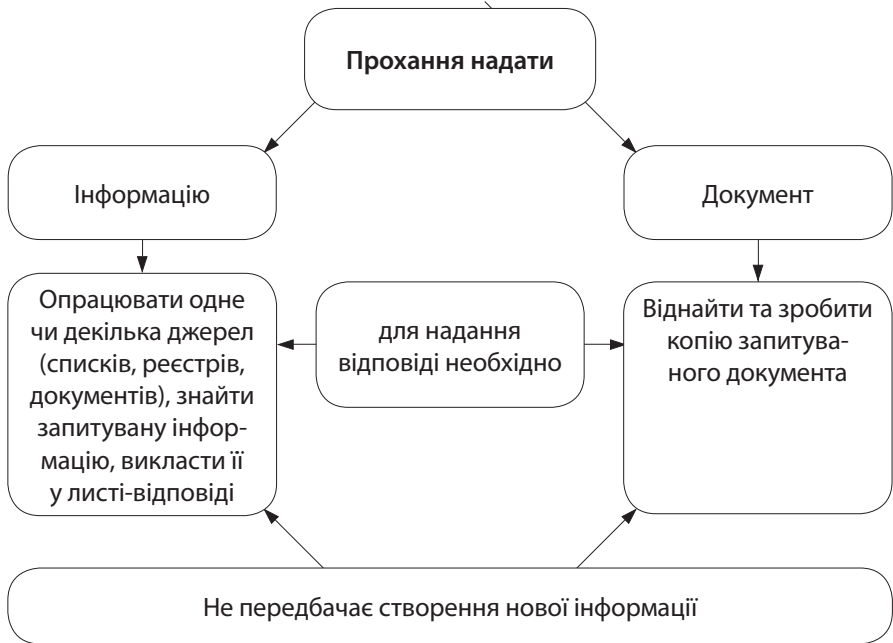 Прохання надати
Інформацію
Документ
Опрацювати одне
чи декілька джерел
(списків, реєстрів,
документів), знайти
запитувану інфор-
мацію, викласти її
у листі-відповіді
для надання
відповіді необхідно
Віднайти та зробити
копію запитува-
ного документа
Не передбачає створення нової інформації